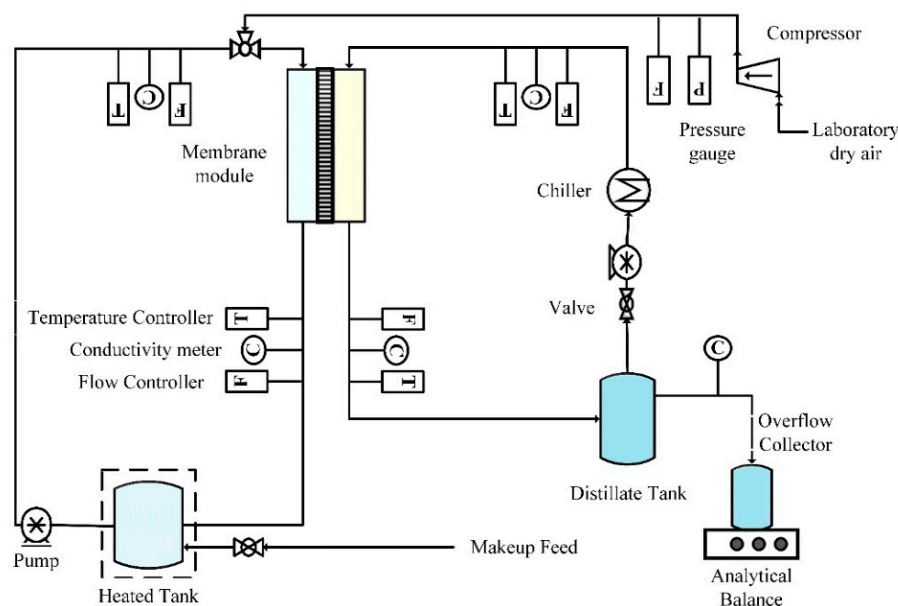 Compressor
T
C
F
T
C
F
F
P
Pressure
gauge
Laboratory
dry air
Membrane
module
Chiller
Valve
Temperature Controller
T
F
Conductivity meter
C
C
Flow Controller
F
T
C
Overflow
Collector
Distillate Tank
Pump
Heated Tank
Makeup Feed
Analytical
Balance